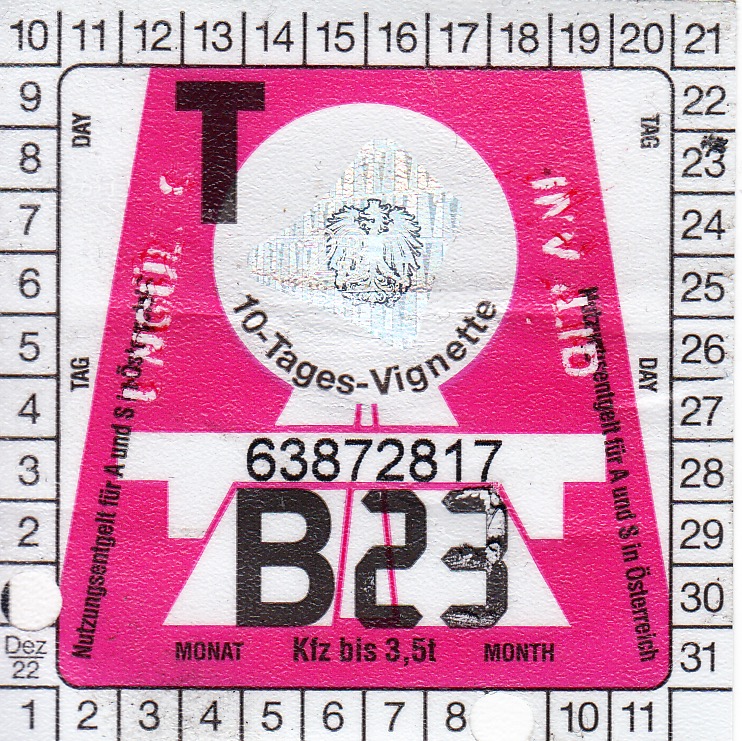 10 11 12 13 14 15 16 17 18 19 20 21
9
8
7
6
5
4
3
2
Dez
22
22
23
24
25
26
27
28
29
30
31
DAY
TAG
TAG
DAY
T
10-Tages-Vignette
63872817
B23
MONAT Kfz bis 3,5t MONTH
Nutzungsentgelt für A und S in Österreich
Nutzungsentgelt für A und S in Österreich
1 2 3 4 5 6 7 8 10 11